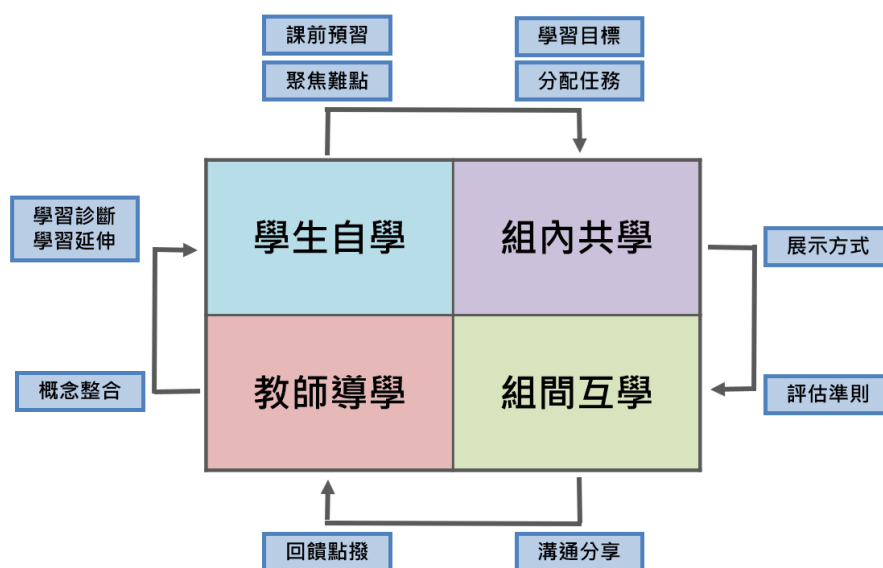 課前預習
學習目標
聚焦難點
分配任務
學習診斷
學習延伸
學生自學
組內共學
展示方式
概念整合
教師導學
組間互學
評估準則
回饋點撥
溝通分享